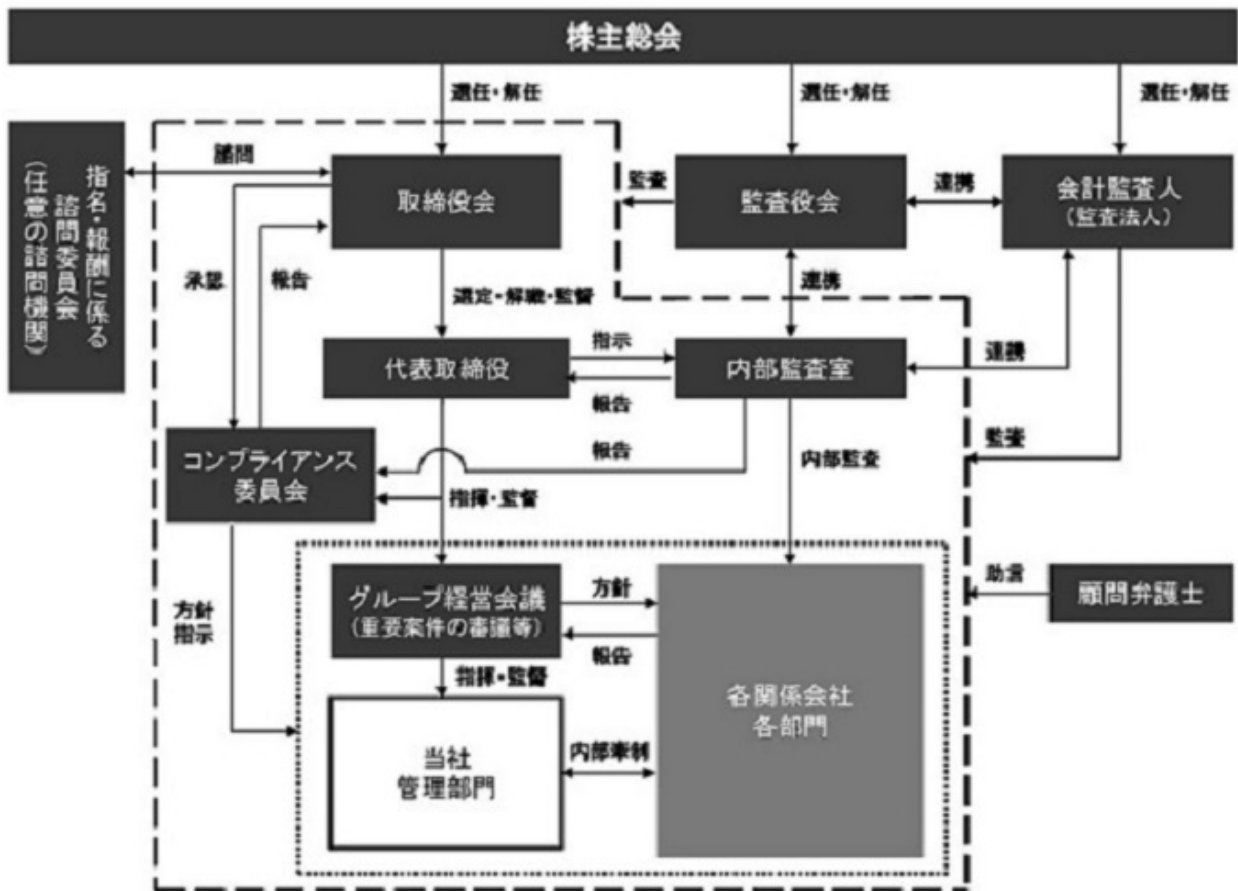 株主総会
選任・解任
選任・解任
選任・解任
指名・報酬に係る
諮問委員会
(任意の諮問機関)
諮問
取締役会
監査
監査役会
連携
会計監査人
(監査法人)
承認
報告
選定・解職・監督
連携
代表取締役
指示
報告
内部監査室
連携
コンプライアンス
委員会
報告
指揮・監督
内部監査
監査
方針
指示
グループ経営会議
(重要案件の審議等)
方針
報告
助言
顧問弁護士
指揮・監督
各関係会社
各部門
当社
管理部門
内部牽制